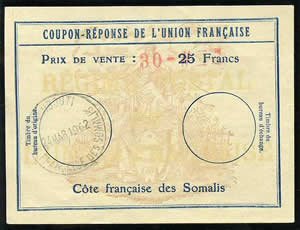 COUPON-RÉPONSE DE L'UNION FRANÇAISE
PRIX DE VENTE : 25 Francs
30
Timbre du
bureau d'origine.
24 MAR 1962
Timbre du
bureau d'échange.
Côte française des Somalis